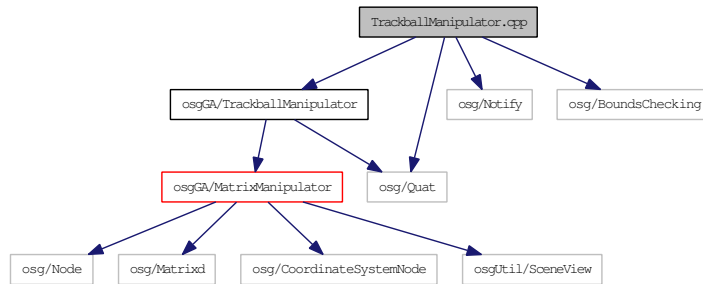 TrackballManipulator.cpp
osgGA/TrackballManipulator
osg/Notify
osg/BoundsChecking
osgGA/MatrixManipulator
osg/Quat
osg/Node
osg/Matrixd
osg/CoordinateSystemNode
osgUtil/SceneView